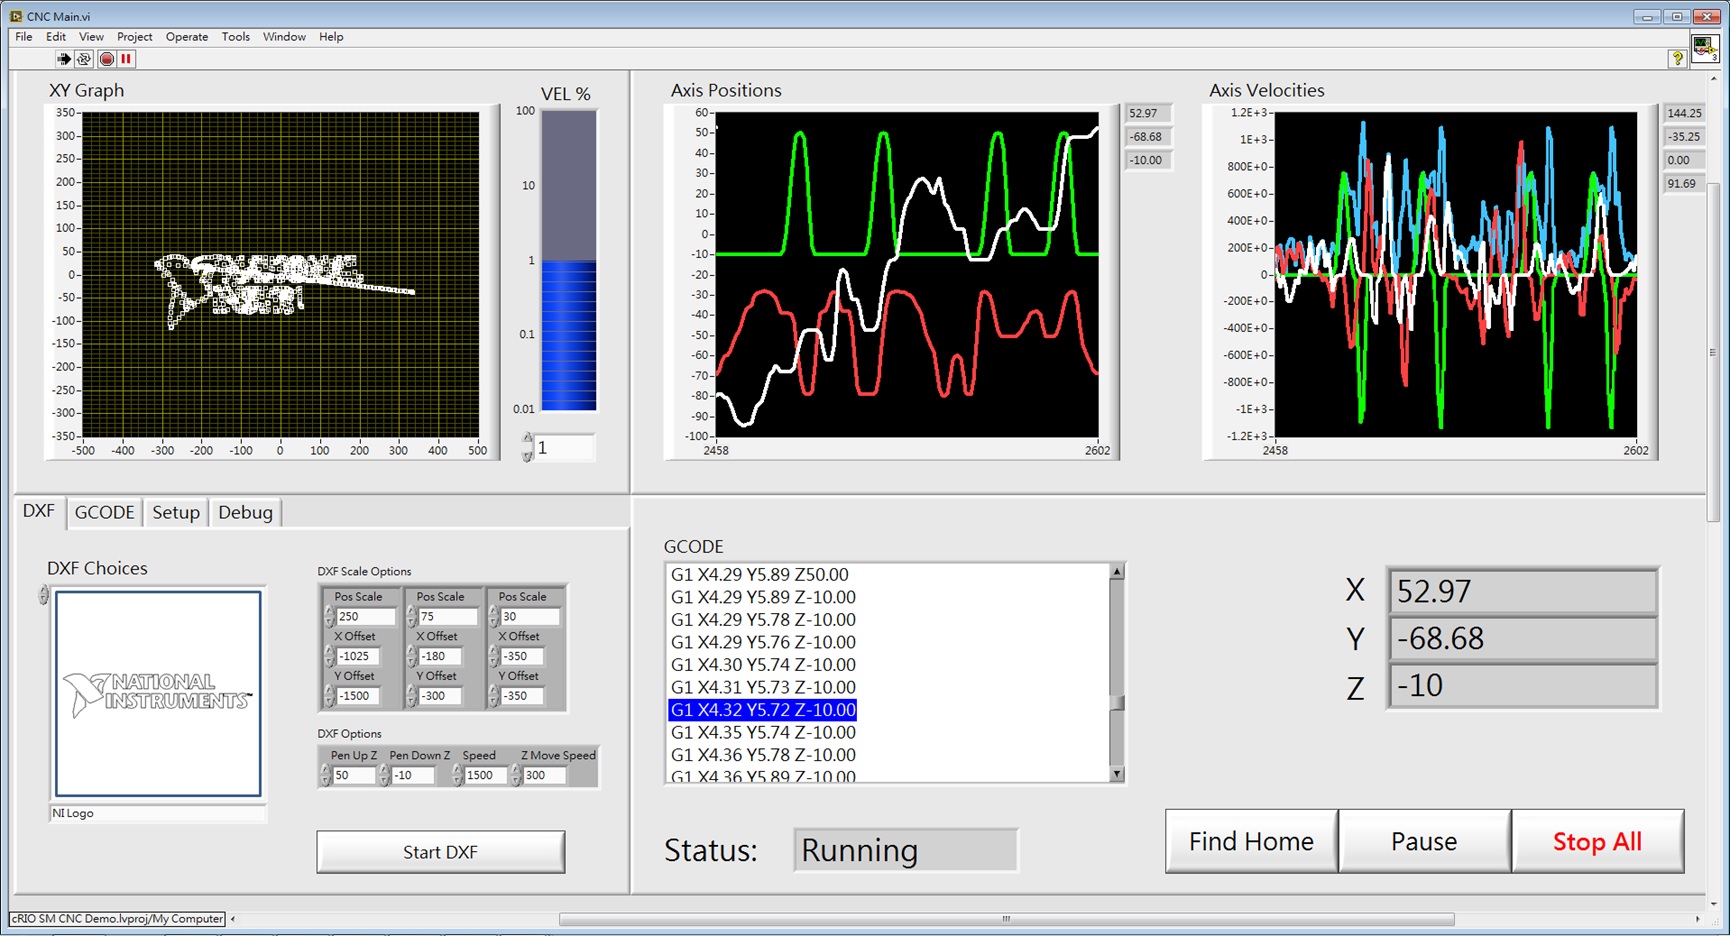 CNC Main.vi
File Edit View Project Operate Tools Window Help
3
XY Graph
VEL %
350
300
250
200
150
100
50
0
-50
-100
-150
-200
-250
-300
-350
-500 -400 -300 -200 -100 0 100 200 300 400 500
100
10
1
0.1
0.01
1
Axis Positions
60
50
40
30
20
10
0
-10
-20
-30
-40
-50
-60
-70
-80
-90
-100
2458 2602
52.97
-68.68
-10.00
Axis Velocities
1.2E+3
1E+3
800E+0
600E+0
400E+0
200E+0
0
-200E+0
-400E+0
-600E+0
-800E+0
-1E+3
-1.2E+3
2458 2602
144.25
-35.25
0.00
91.69
DXF GCODE Setup Debug
DXF Choices
NATIONAL
INSTRUMENTS™
NI Logo
DXF Scale Options
Pos Scale Pos Scale Pos Scale
250 75 30
X Offset X Offset X Offset
-1025 -180 -350
Y Offset Y Offset Y Offset
-1500 -300 -350
DXF Options
Pen Up Z Pen Down Z Speed Z Move Speed
50 -10 1500 300
Start DXF
GCODE
G1 X4.29 Y5.89 Z50.00
G1 X4.29 Y5.89 Z-10.00
G1 X4.29 Y5.78 Z-10.00
G1 X4.29 Y5.76 Z-10.00
G1 X4.30 Y5.74 Z-10.00
G1 X4.31 Y5.73 Z-10.00
G1 X4.32 Y5.72 Z-10.00
G1 X4.35 Y5.74 Z-10.00
G1 X4.36 Y5.78 Z-10.00
G1 X4.36 Y5.89 Z-10.00
X 52.97
Y -68.68
Z -10
Status: Running
Find Home Pause Stop All
cRIO SM CNC Demo.lvproj/My Computer